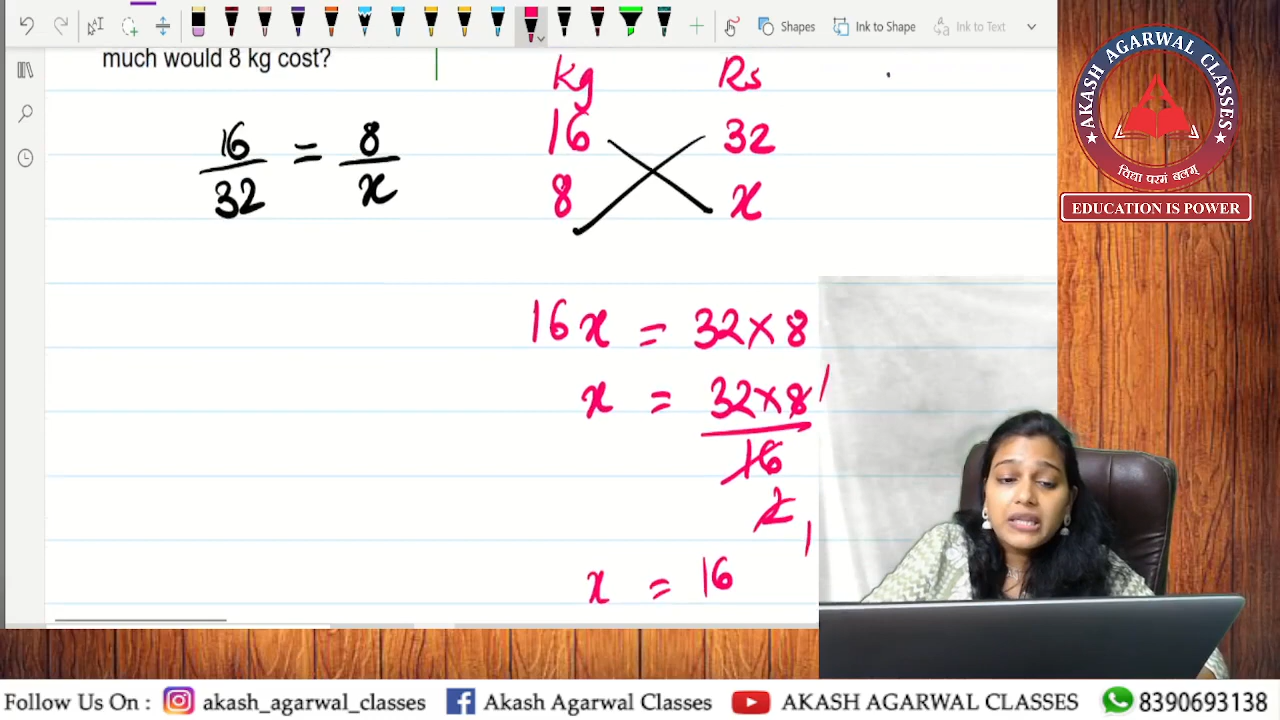 Shapes
Ink to Shape
Ink to Text
much would 8 kg cost?
Kg Rs
16 32
8 x
16/32 = 8/x
16x = 32×8
x = 32×8 1
16
2
1
x = 16
AKASH AGARWAL CLASSES
विद्या परमं बलम्
EDUCATION IS POWER
Follow Us On : akash_agarwal_classes Akash Agarwal Classes AKASH AGARWAL CLASSES 8390693138